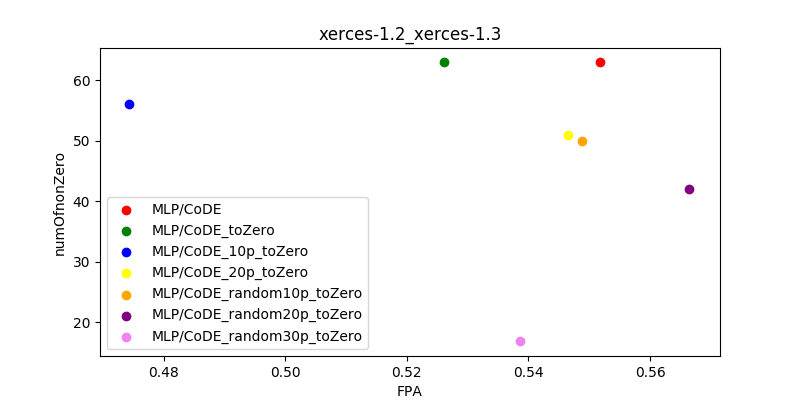 xerces-1.2_xerces-1.3
numOfnonZero
60
50
40
30
20
MLP/CoDE
MLP/CoDE_toZero
MLP/CoDE_10p_toZero
MLP/CoDE_20p_toZero
MLP/CoDE_random10p_toZero
MLP/CoDE_random20p_toZero
MLP/CoDE_random30p_toZero
0.48 0.50 0.52 0.54 0.56
FPA